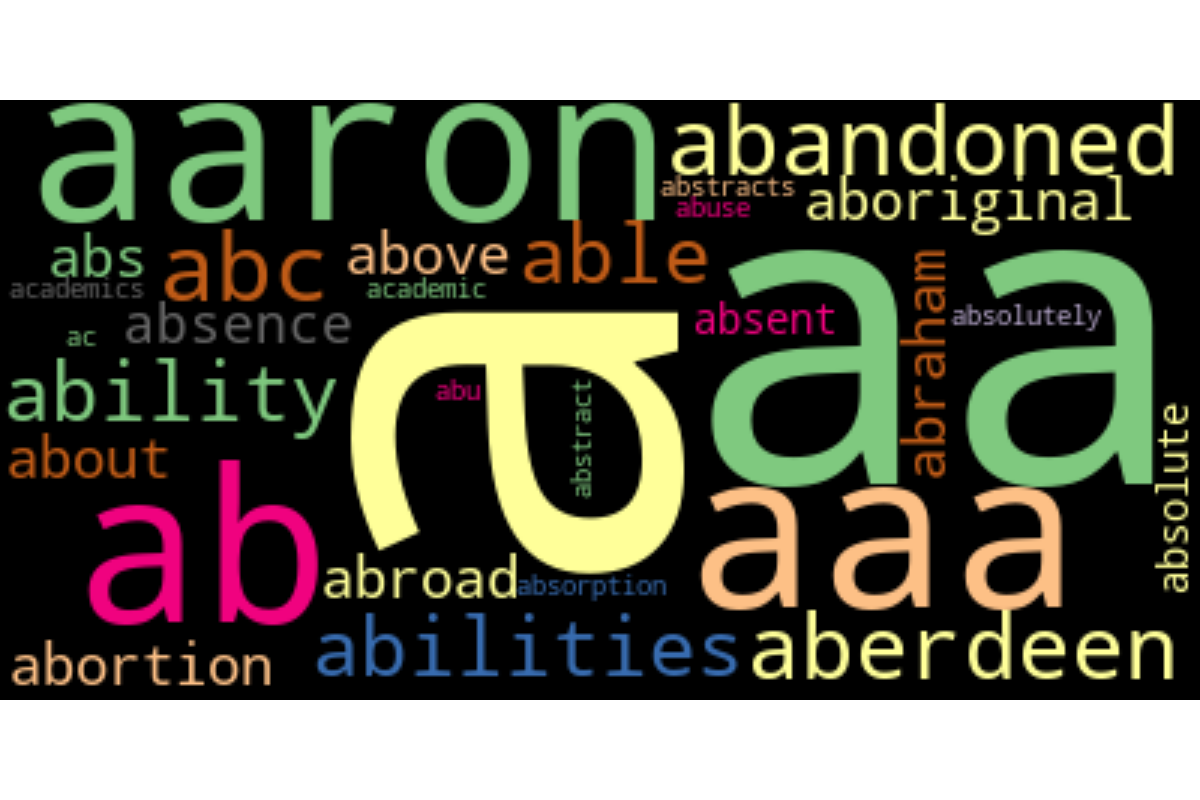 aaron
abandoned
abstracts
abuse
aboriginal
abs
abc
above
able
academics
academic
aa
abraham
absolutely
absent
absence
ac
a
abu
abstract
ability
about
absolute
ab
aaa
abroad
absorption
abilities
aberdeen
abortion